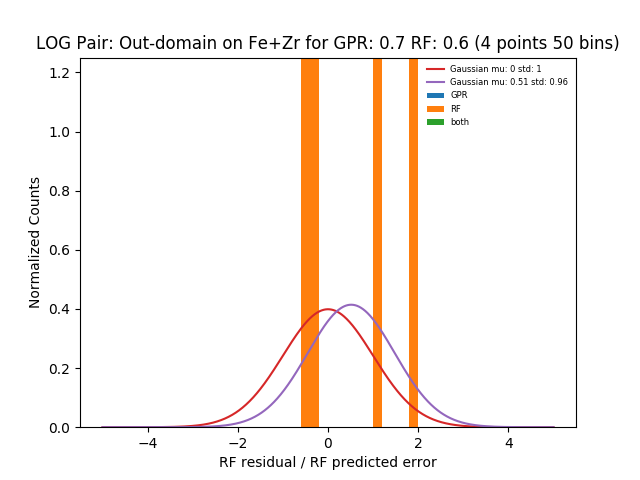 LOG Pair: Out-domain on Fe+Zr for GPR: 0.7 RF: 0.6 (4 points 50 bins)
Gaussian mu: 0 std: 1
Gaussian mu: 0.51 std: 0.96
GPR
RF
both
1.2
1.0
0.8
0.6
0.4
0.2
0.0
Normalized Counts
−4
−2
0
2
4
RF residual / RF predicted error